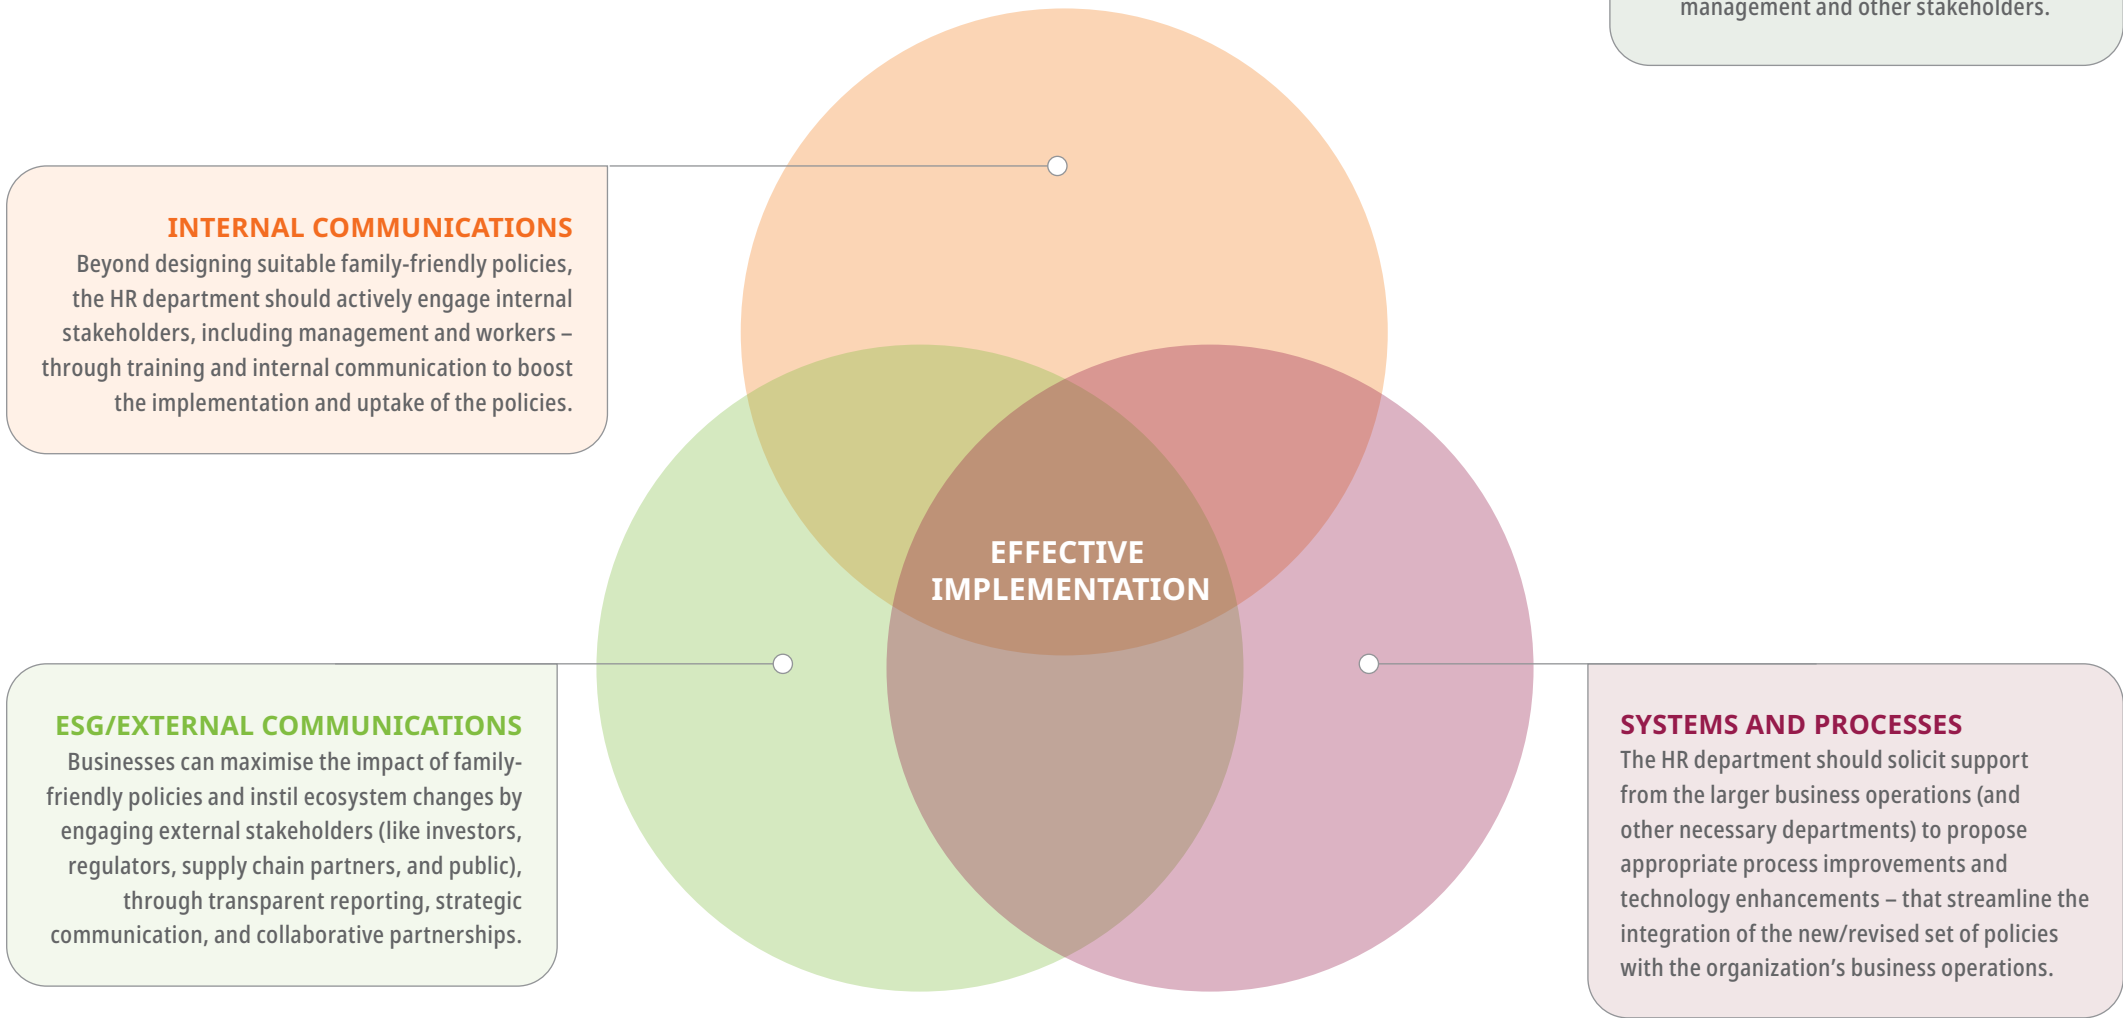 management and other stakeholders.
INTERNAL COMMUNICATIONS
Beyond designing suitable family-friendly policies,
the HR department should actively engage internal
stakeholders, including management and workers –
through training and internal communication to boost
the implementation and uptake of the policies.
EFFECTIVE
IMPLEMENTATION
ESG/EXTERNAL COMMUNICATIONS
Businesses can maximise the impact of family-
friendly policies and instil ecosystem changes by
engaging external stakeholders (like investors,
regulators, supply chain partners, and public),
through transparent reporting, strategic
communication, and collaborative partnerships.
SYSTEMS AND PROCESSES
The HR department should solicit support
from the larger business operations (and
other necessary departments) to propose
appropriate process improvements and
technology enhancements – that streamline the
integration of the new/revised set of policies
with the organization’s business operations.